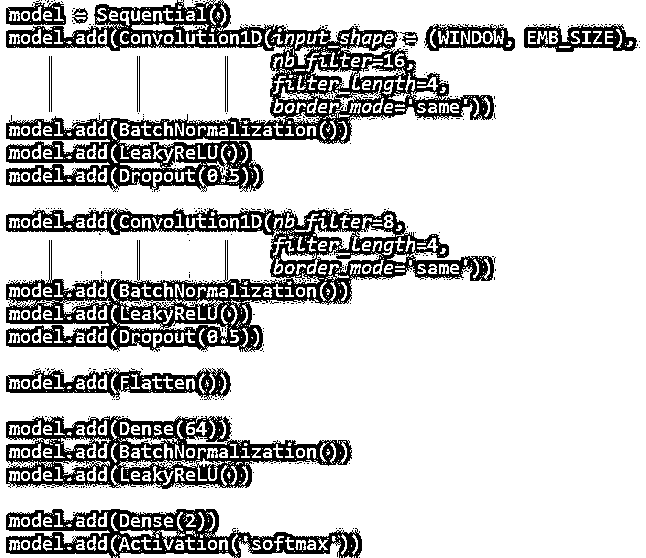 model = Sequential()
model.add(Convolution1D(input_shape = (WINDOW, EMB_SIZE),
nb_filter=16,
filter_length=4,
border_mode='same'))
model.add(BatchNormalization())
model.add(LeakyReLU())
model.add(Dropout(0.5))
model.add(Convolution1D(nb_filter=8,
filter_length=4,
border_mode='same'))
model.add(BatchNormalization())
model.add(LeakyReLU())
model.add(Dropout(0.5))
model.add(Flatten())
model.add(Dense(64))
model.add(BatchNormalization())
model.add(LeakyReLU())
model.add(Dense(2))
model.add(Activation('softmax'))